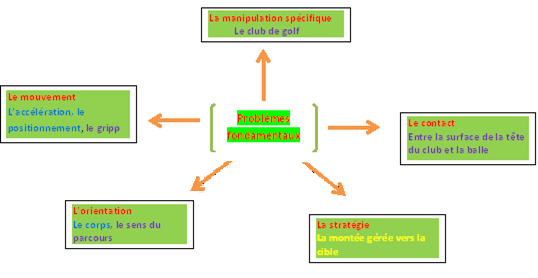 La manipulation spécifique
Le club de golf
Le mouvement
L'accélération, le
positionnement, le gripp
Problèmes
fondamentaux
Le contact
Entre la surface de la tête
du club et la balle
L'orientation
Le corps, le sens du
parcours
La stratégie
La montée gérée vers la
cible